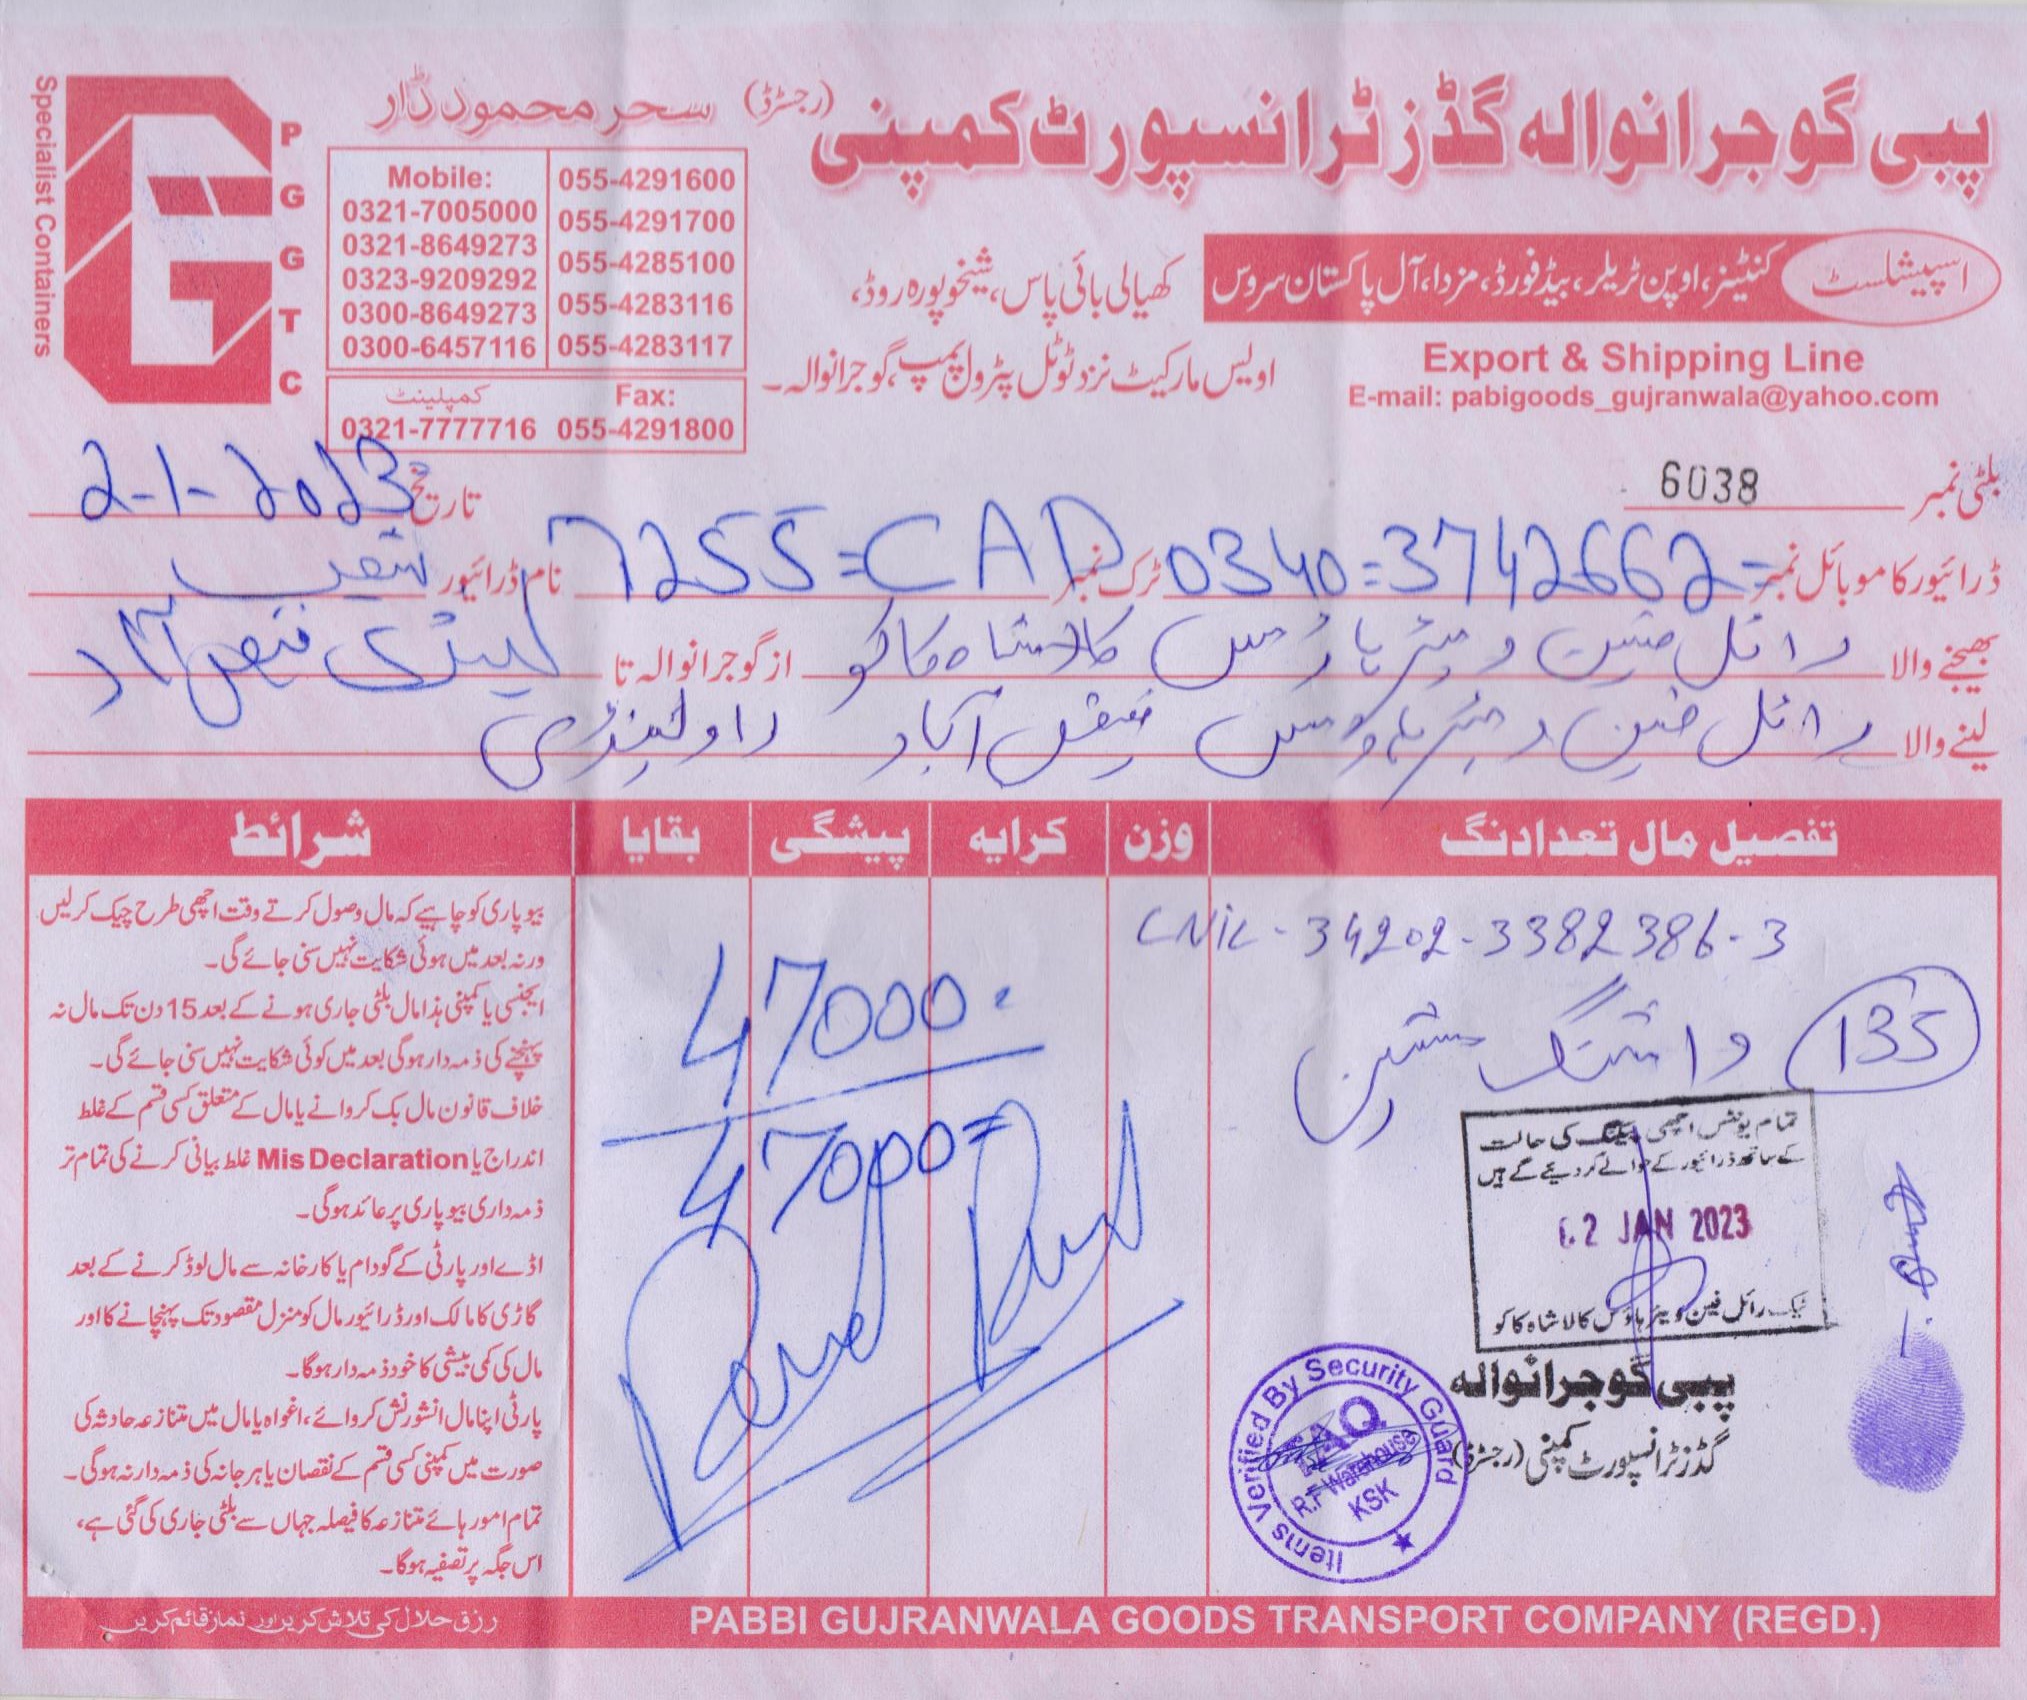 پبی گوجرانوالہ گڈز ٹرانسپورٹ کمپنی (رجسٹرڈ)
سحر محمود ڈار
Specialist Containers
P G G T C
Mobile:
0321-7005000
0321-8649273
0323-9209292
0300-8649273
0300-6457116
055-4291600
055-4291700
055-4285100
055-4283116
055-4283117
کمپلینٹ
0321-7777716
Fax:
055-4291800
اسپیشلسٹ کنٹینر، اوپن ٹریلر، بیڈفورڈ، مزدا، آل پاکستان سروس
کھیالی بائی پاس، شیخوپورہ روڈ،
اویس مارکیٹ نزد ٹوٹل پٹرول پمپ، گوجرانوالہ۔
Export & Shipping Line
E-mail: pabigoods_gujranwala@yahoo.com
بلٹی نمبر 6038
تاریخ 2-1-2023
ڈرائیور کا موبائل نمبر 0340=3742662= ٹرک نمبر 7255=CAD نام ڈرائیور شعیب
بھیجنے والا رائل فین ویئر ہاؤس کالاشاہ کاکو از گوجرانوالہ تا پنڈی فیض آباد
لینے والا رائل فین ویئر ہاؤس فیض آباد راولپنڈی
تفصیل مال تعداد نگ وزن کرایہ پیشگی بقایا شرائط
CNIC-34202-3382386-3
135 واشنگ مشین
47000.
47000=
تمام یونٹس اچھی پیکنگ کی حالت
کے ساتھ ڈرائیور کے حوالے کر دیئے گے ہیں
02 JAN 2023
رائل فین ویئر ہاؤس کالا شاہ کاکو
پبی گوجرانوالہ
گڈز ٹرانسپورٹ کمپنی (رجسٹرڈ)
Items Verified By Security Guard
R.F Warehouse
KSK
بیوپاری کو چاہیے کہ مال وصول کرتے وقت اچھی طرح چیک کرلیں
ورنہ بعد میں ہوئی شکایت نہیں سنی جائے گی۔
ایجنسی یا کمپنی ہذا مال بلٹی جاری ہونے کے بعد 15 دن تک مال نہ
پہنچنے کی ذمہ دار ہوگی بعد میں کوئی شکایت نہیں سنی جائے گی۔
خلاف قانون مال بک کروانے یا مال کے متعلق کسی قسم کے غلط
اندراج یا Mis Declaration غلط بیانی کرنے کی تمام تر
ذمہ داری بیوپاری پر عائد ہوگی۔
اڈے اور پارٹی کے گودام یا کارخانہ سے مال لوڈ کرنے کے بعد
گاڑی کا مالک اور ڈرائیور مال کو منزل مقصود تک پہنچانے کا اور
مال کی کمی بیشی کا خود ذمہ دار ہوگا۔
پارٹی اپنا مال انشورنش کروائے، اغواہ یا مال میں متنازعہ حادثہ کی
صورت میں کمپنی کسی قسم کے نقصان یا ہرجانہ کی ذمہ دار نہ ہوگی۔
تمام امور ہائے متنازعہ کا فیصلہ جہاں سے بلٹی جاری کی گئی ہے،
اس جگہ پر تصفیہ ہوگا۔
رزق حلال کی تلاش کریں اور نماز قائم کریں
PABBI GUJRANWALA GOODS TRANSPORT COMPANY (REGD.)